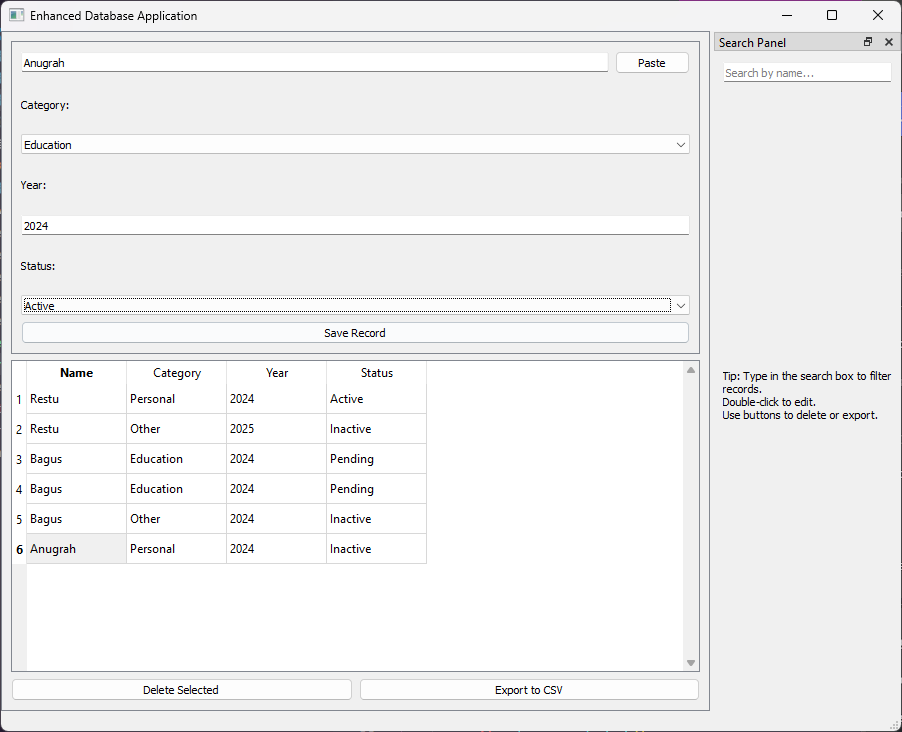 Enhanced Database Application
Anugrah
Paste
Category:
Education
Year:
2024
Status:
Active
Save Record
Name Category Year Status
1 Restu Personal 2024 Active
2 Restu Other 2025 Inactive
3 Bagus Education 2024 Pending
4 Bagus Education 2024 Pending
5 Bagus Other 2024 Inactive
6 Anugrah Personal 2024 Inactive
Delete Selected
Export to CSV
Search Panel
Search by name...
Tip: Type in the search box to filter
records.
Double-click to edit.
Use buttons to delete or export.